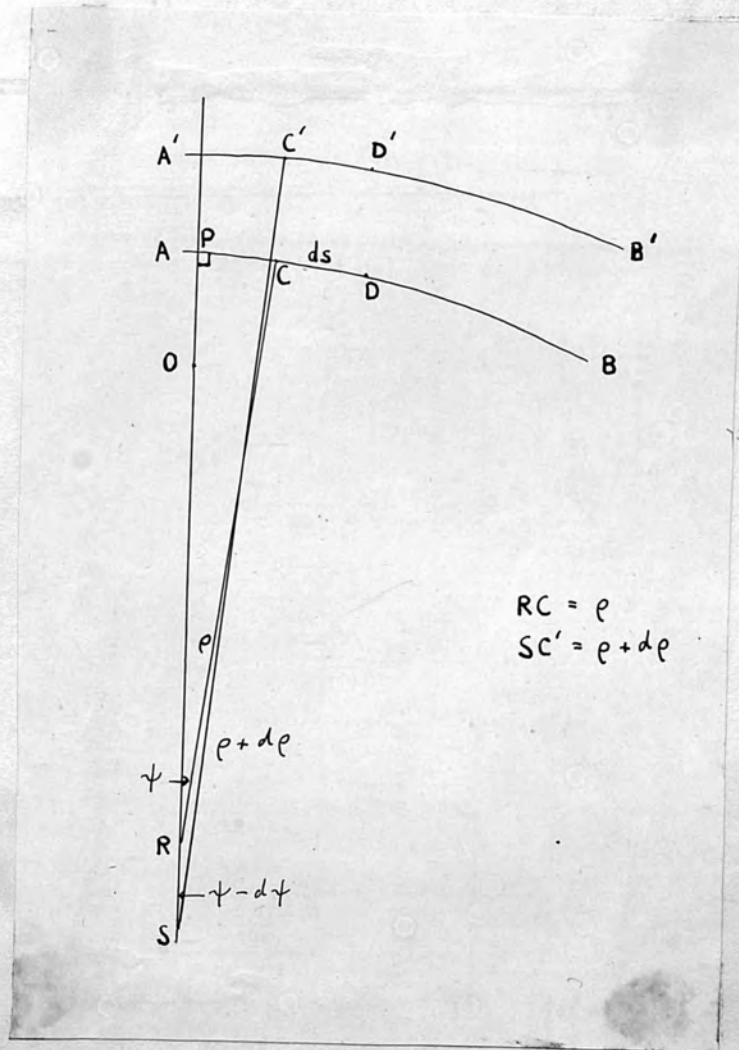 A′ C′ D′
B′
A P ds
C D
O B
RC = ρ
SC′ = ρ + dρ
ρ
ρ + dρ
ψ
R
ψ - dψ
S